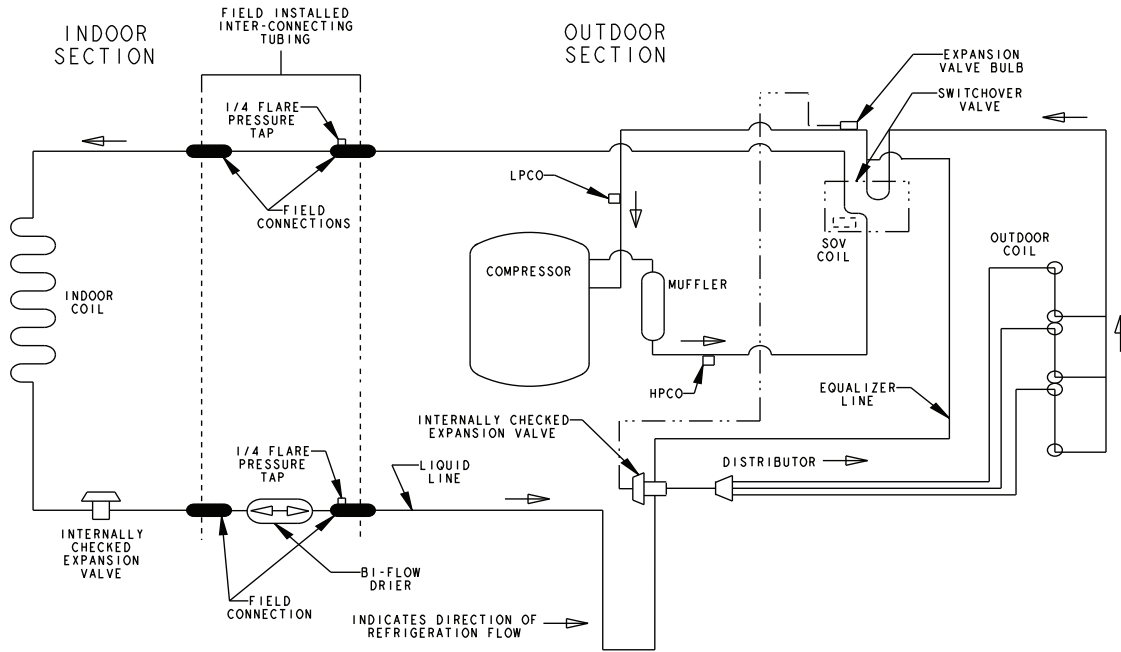 INDOOR
SECTION
FIELD INSTALLED
INTER-CONNECTING
TUBING
OUTDOOR
SECTION
EXPANSION
VALVE BULB
SWITCHOVER
VALVE
1/4 FLARE
PRESSURE
TAP
LPCO
FIELD
CONNECTIONS
SOV
COIL
OUTDOOR
COIL
COMPRESSOR
MUFFLER
INDOOR
COIL
HPCO
EQUALIZER
LINE
INTERNALLY CHECKED
EXPANSION VALVE
1/4 FLARE
PRESSURE
TAP
LIQUID
LINE
DISTRIBUTOR
INTERNALLY
CHECKED
EXPANSION
VALVE
BI-FLOW
DRIER
FIELD
CONNECTION
INDICATES DIRECTION OF
REFRIGERATION FLOW